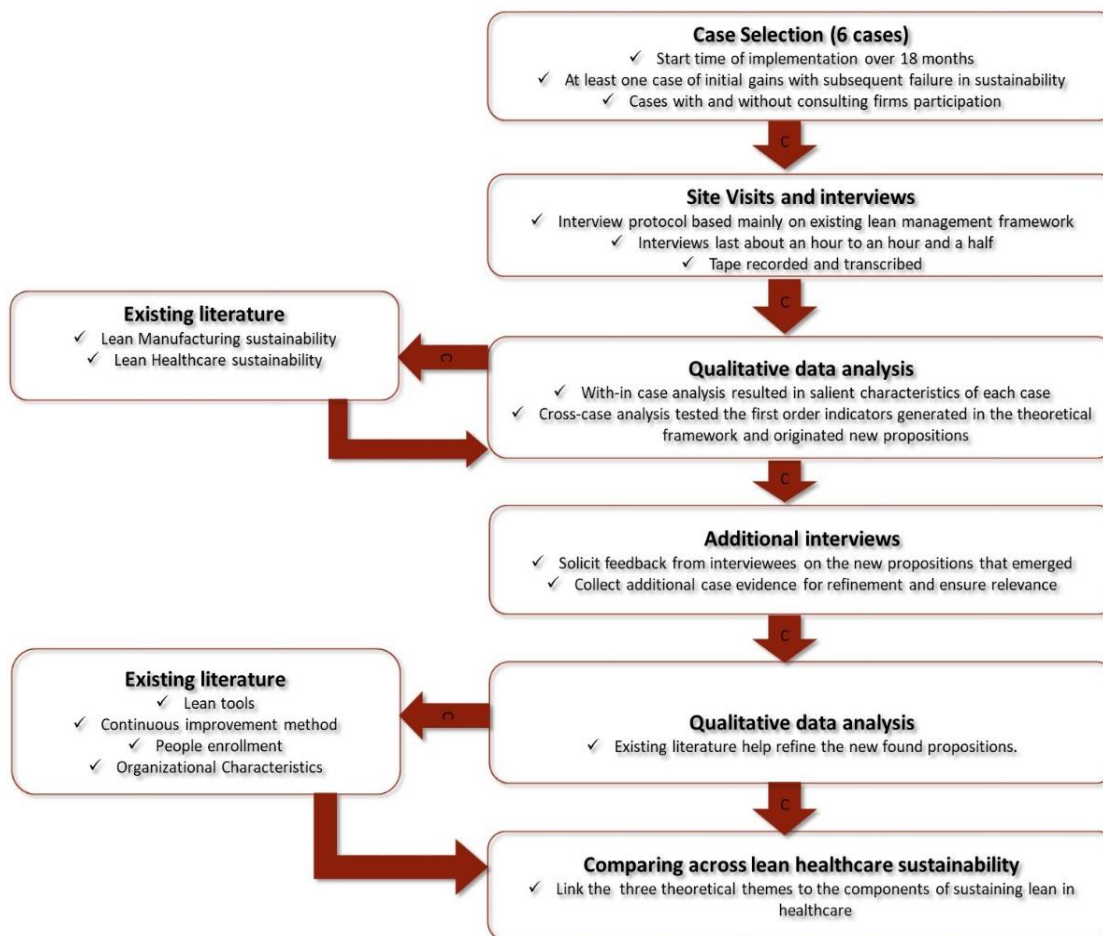 Case Selection (6 cases)
✓ Start time of implementation over 18 months
✓ At least one case of initial gains with subsequent failure in sustainability
✓ Cases with and without consulting firms participation
C
Site Visits and interviews
✓ Interview protocol based mainly on existing lean management framework
✓ Interviews last about an hour to an hour and a half
✓ Tape recorded and transcribed
C
Existing literature
✓ Lean Manufacturing sustainability
✓ Lean Healthcare sustainability
C
Qualitative data analysis
✓ With-in case analysis resulted in salient characteristics of each case
✓ Cross-case analysis tested the first order indicators generated in the theoretical
framework and originated new propositions
C
Additional interviews
✓ Solicit feedback from interviewees on the new propositions that emerged
✓ Collect additional case evidence for refinement and ensure relevance
C
Existing literature
✓ Lean tools
✓ Continuous improvement method
✓ People enrollment
✓ Organizational Characteristics
C
Qualitative data analysis
✓ Existing literature help refine the new found propositions.
C
Comparing across lean healthcare sustainability
✓ Link the three theoretical themes to the components of sustaining lean in
healthcare